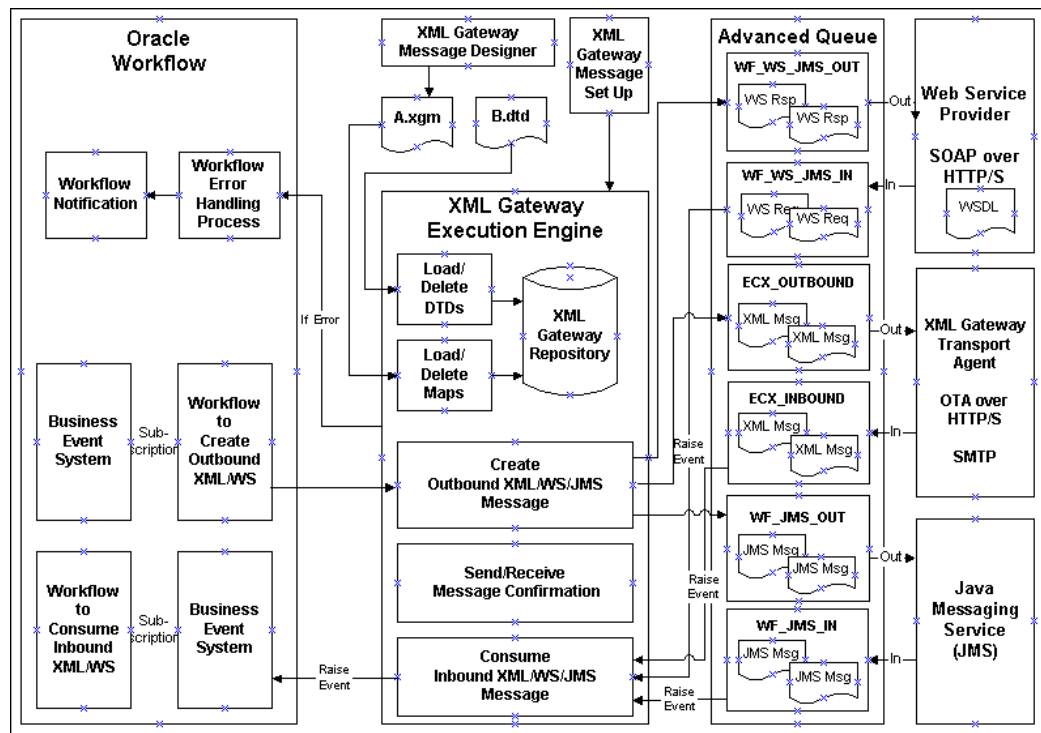 Oracle
Workflow
Workflow
Notification
Workflow
Error
Handling
Process
If Error
Business
Event
System
Sub-
scription
Workflow
to
Create
Outbound
XML/WS
Workflow
to
Consume
Inbound
XML/WS
Sub-
scription
Business
Event
System
Raise
Event
XML Gateway
Message Designer
XML
Gateway
Message
Set Up
A.xgm
B.dtd
XML Gateway
Execution Engine
Load/
Delete
DTDs
Load/
Delete
Maps
XML
Gateway
Repository
Create
Outbound XML/WS/JMS
Message
Send/Receive
Message Confirmation
Consume
Inbound XML/WS/JMS
Message
Raise
Event
Raise
Event
Raise
Event
Advanced Queue
WF_WS_JMS_OUT
WS Rsp
WS Rsp
Out
WF_WS_JMS_IN
WS Req
WS Req
In
ECX_OUTBOUND
XML Msg
XML Msg
Out
ECX_INBOUND
XML Msg
XML Msg
In
WF_JMS_OUT
JMS Msg
JMS Msg
Out
WF_JMS_IN
JMS Msg
JMS Msg
In
Web Service
Provider
SOAP over
HTTP/S
WSDL
XML Gateway
Transport
Agent
OTA over
HTTP/S
SMTP
Java
Messaging
Service
(JMS)